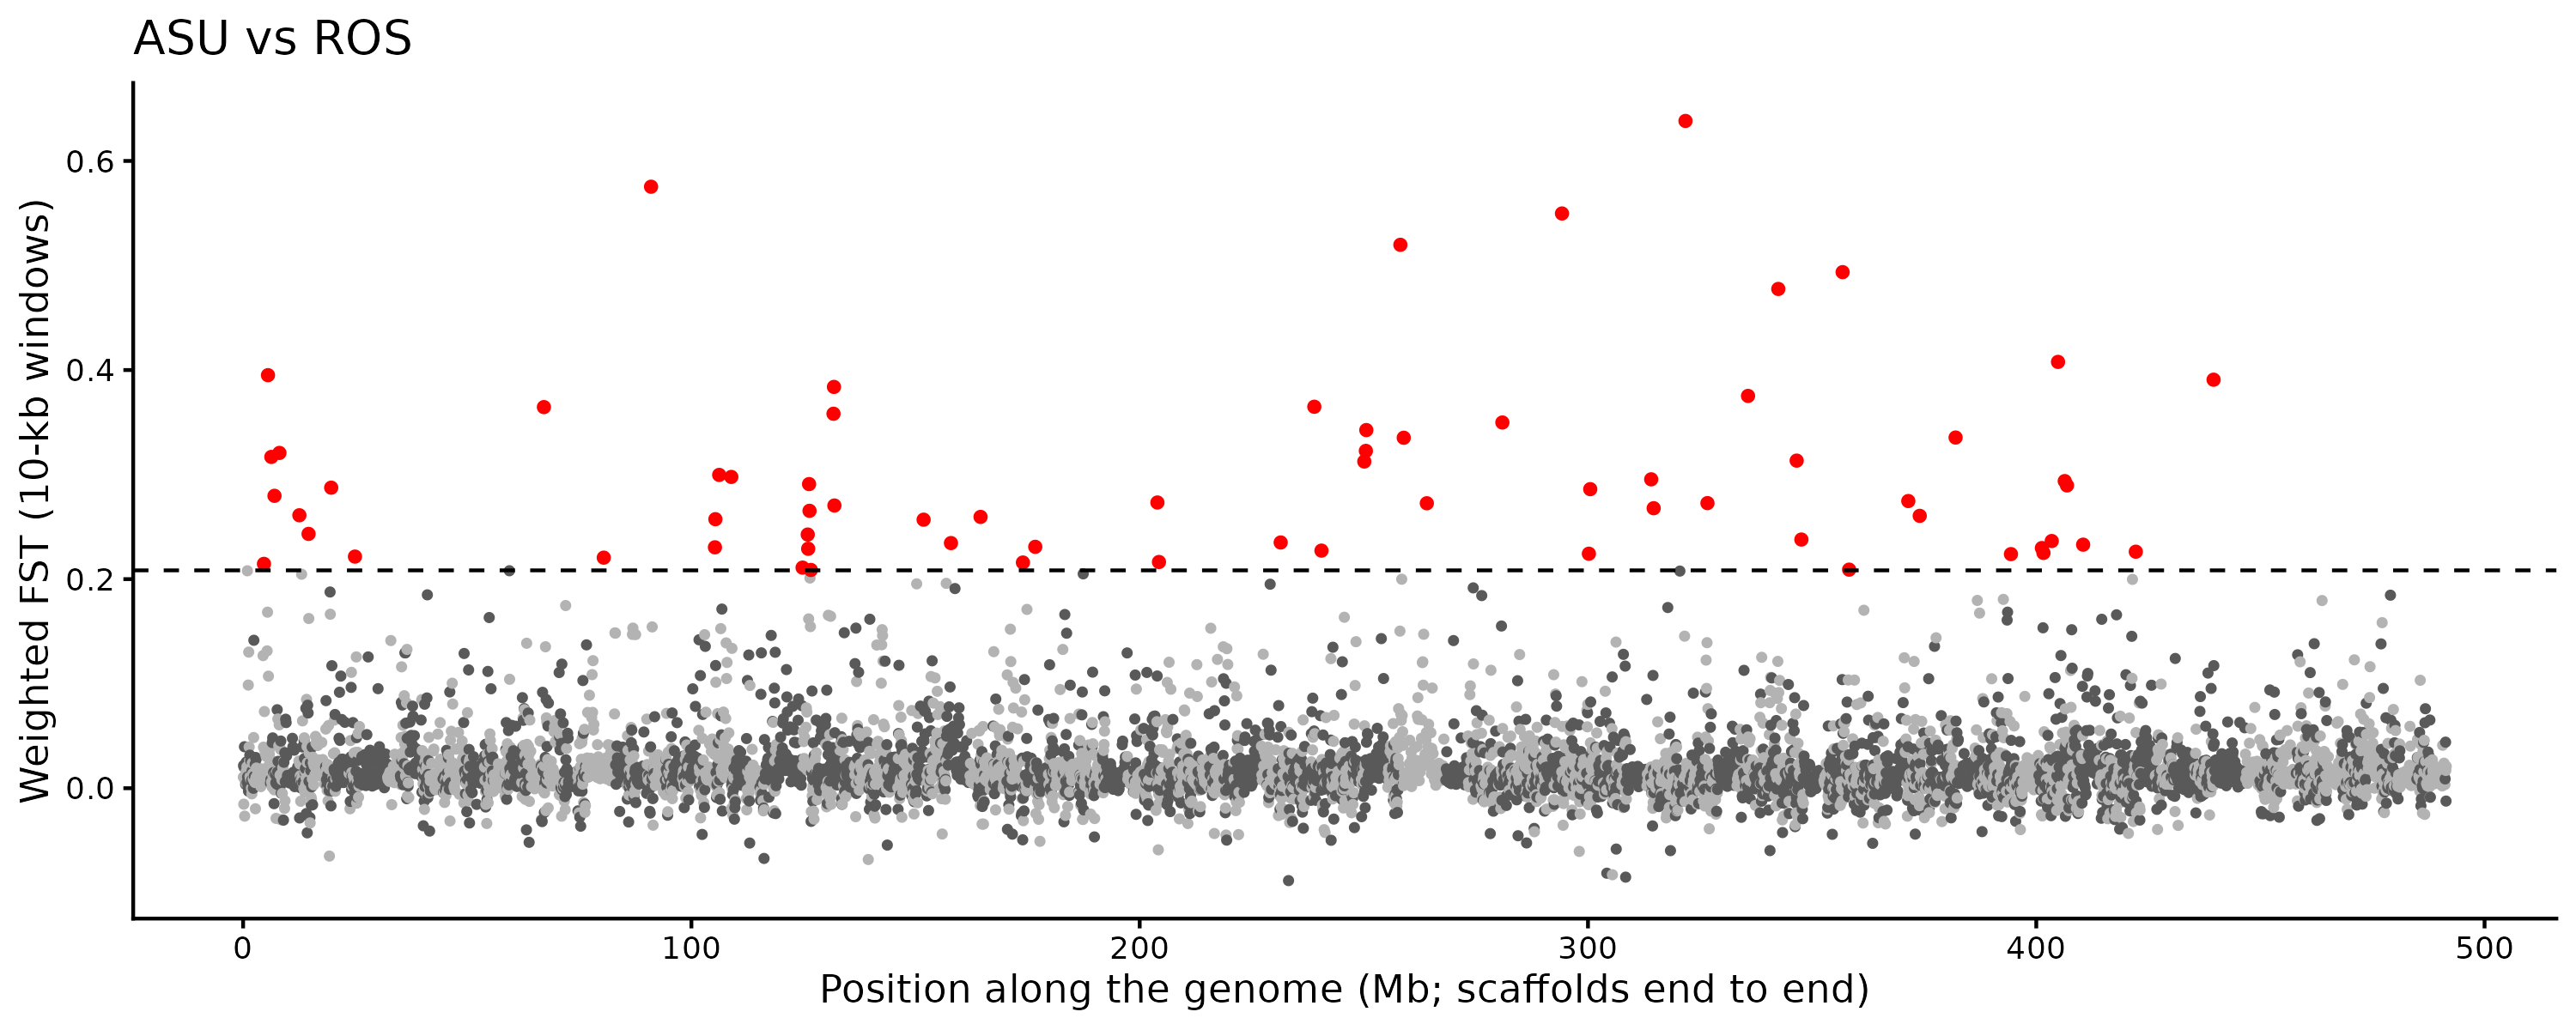 ASU vs ROS
Weighted FST (10-kb windows)
0.6
0.4
0.2
0.0
0 100 200 300 400 500
Position along the genome (Mb; scaffolds end to end)